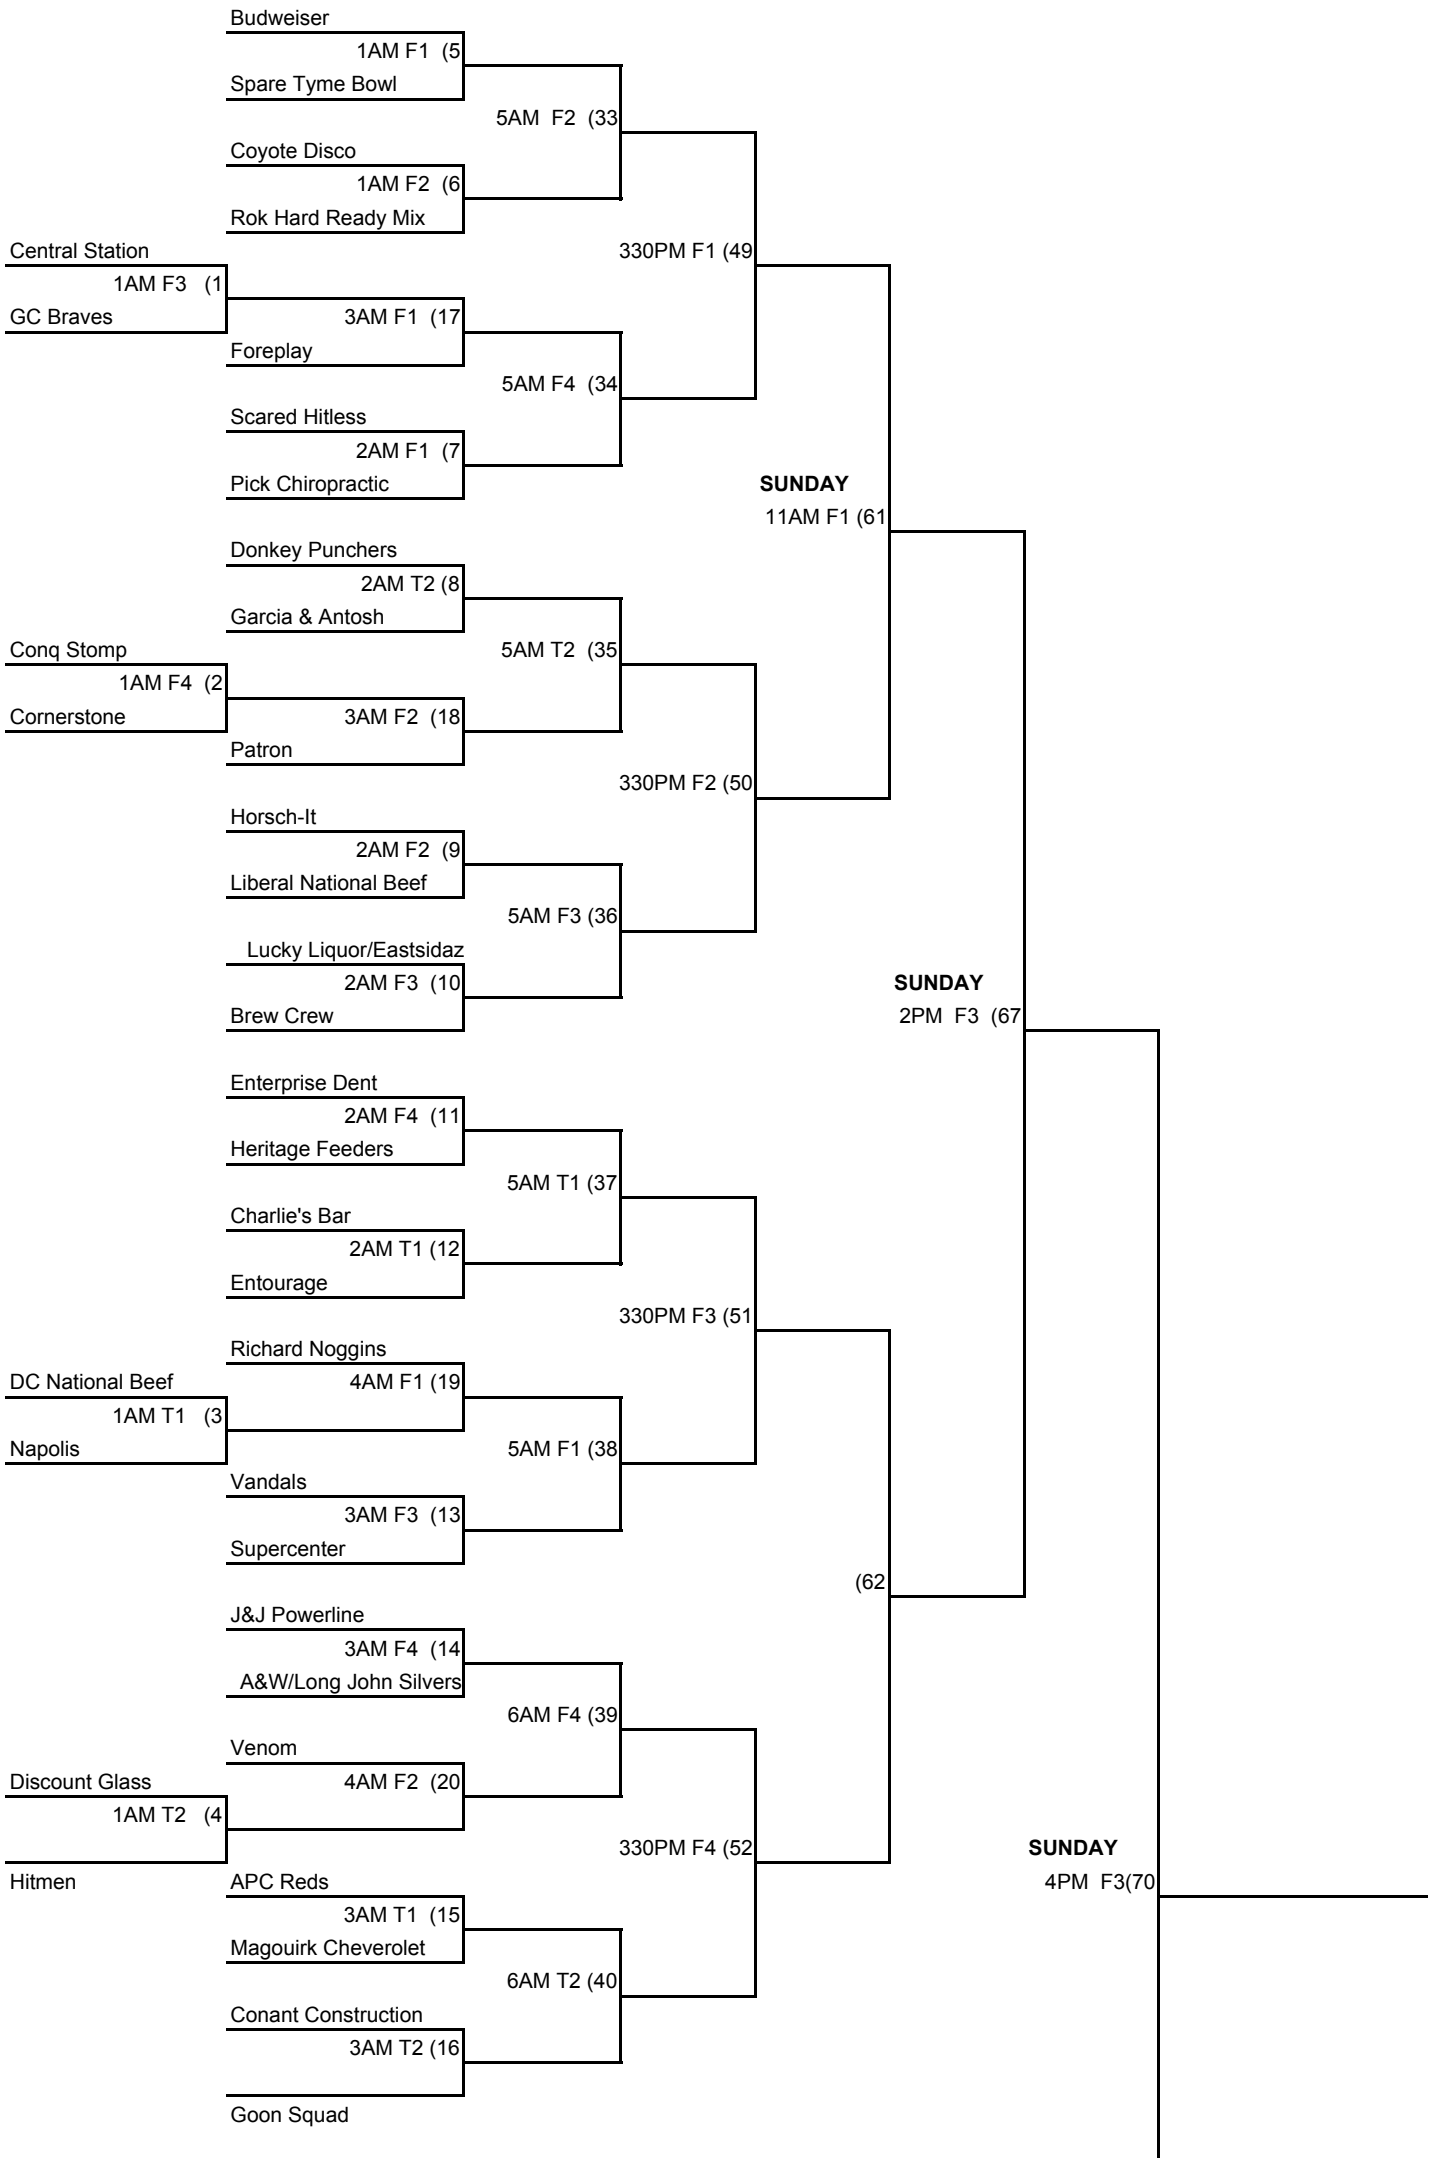 Budweiser
1AM F1  (5
Spare Tyme Bowl
5AM  F2  (33
Coyote Disco
1AM F2  (6
Rok Hard Ready Mix
Central Station
330PM F1 (49
1AM F3   (1
GC Braves
3AM F1  (17
Foreplay
5AM F4  (34
Scared Hitless
2AM F1  (7
Pick Chiropractic
SUNDAY
11AM F1 (61
Donkey Punchers
2AM T2 (8
Garcia & Antosh
Conq Stomp
5AM T2  (35
1AM F4  (2
Cornerstone
3AM F2  (18
Patron
330PM F2 (50
Horsch-It
2AM F2  (9
Liberal National Beef
5AM F3 (36
Lucky Liquor/Eastsidaz
2AM F3  (10
SUNDAY
Brew Crew
2PM  F3  (67
Enterprise Dent
2AM F4  (11
Heritage Feeders
5AM T1 (37
Charlie's Bar
2AM T1 (12
Entourage
330PM F3 (51
Richard Noggins
DC National Beef
4AM F1 (19
1AM T1   (3
Napolis
5AM F1 (38
Vandals
3AM F3  (13
Supercenter
(62
J&J Powerline
3AM F4  (14
A&W/Long John Silvers
6AM F4 (39
Venom
Discount Glass
4AM F2  (20
1AM T2   (4
330PM F4 (52
SUNDAY
Hitmen
APC Reds
4PM  F3(70
3AM T1  (15
Magouirk Cheverolet
6AM T2 (40
Conant Construction
3AM T2 (16
Goon Squad